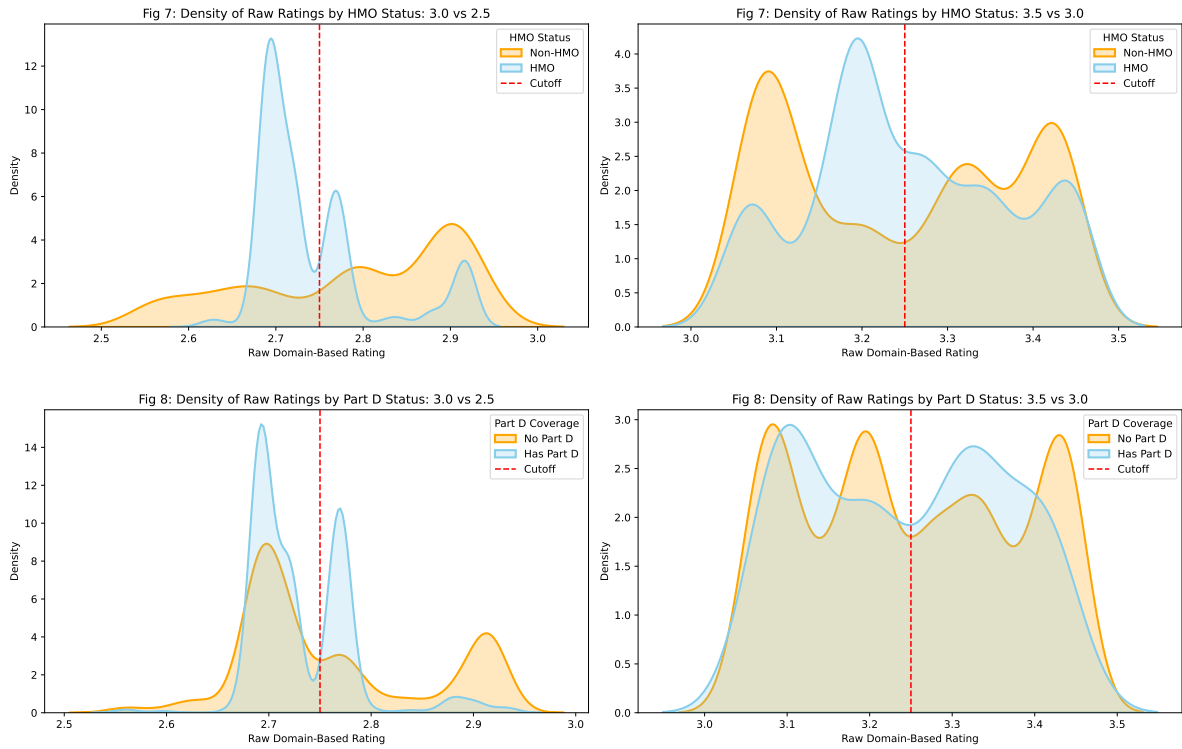 Fig 7: Density of Raw Ratings by HMO Status: 3.0 vs 2.5
HMO Status
Non-HMO
HMO
Cutoff
Density
12
10
8
6
4
2
0
2.5
2.6
2.7
2.8
2.9
3.0
Raw Domain-Based Rating
Fig 7: Density of Raw Ratings by HMO Status: 3.5 vs 3.0
HMO Status
Non-HMO
HMO
Cutoff
Density
4.0
3.5
3.0
2.5
2.0
1.5
1.0
0.5
0.0
3.0
3.1
3.2
3.3
3.4
3.5
Raw Domain-Based Rating
Fig 8: Density of Raw Ratings by Part D Status: 3.0 vs 2.5
Part D Coverage
No Part D
Has Part D
Cutoff
Density
14
12
10
8
6
4
2
0
2.5
2.6
2.7
2.8
2.9
3.0
Raw Domain-Based Rating
Fig 8: Density of Raw Ratings by Part D Status: 3.5 vs 3.0
Part D Coverage
No Part D
Has Part D
Cutoff
Density
3.0
2.5
2.0
1.5
1.0
0.5
0.0
3.0
3.1
3.2
3.3
3.4
3.5
Raw Domain-Based Rating